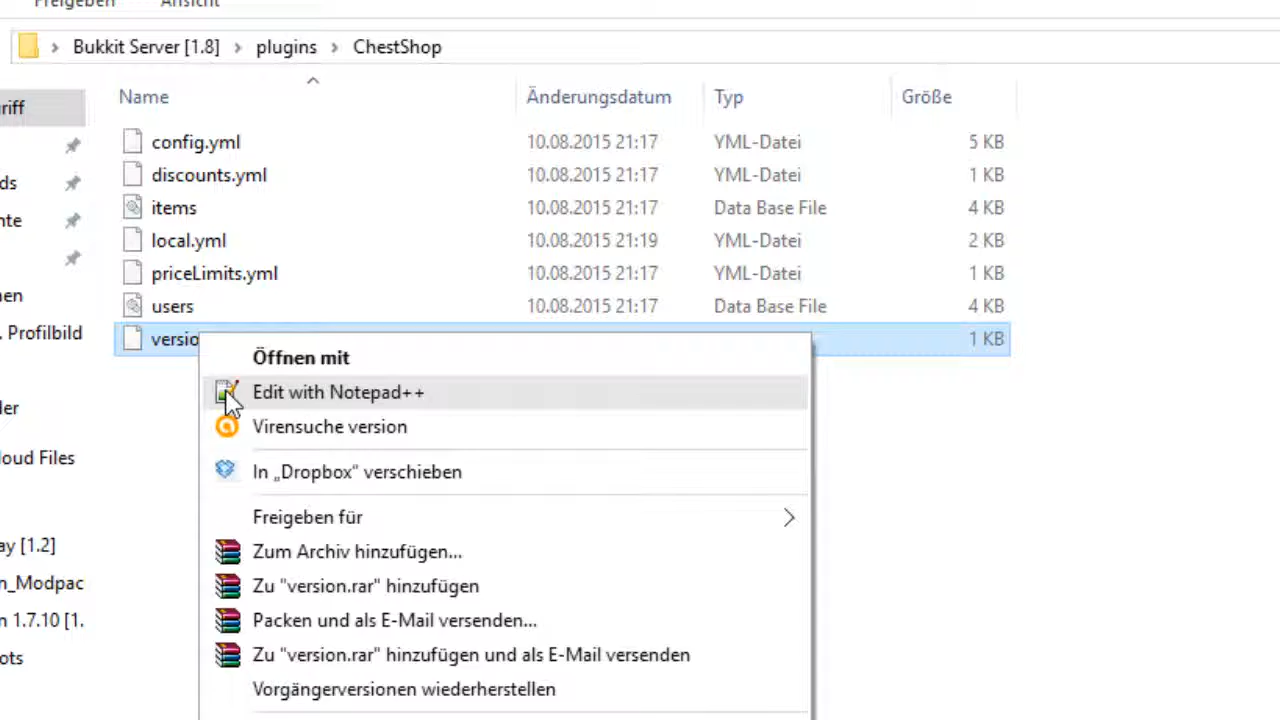 Freigeben Ansicht
Bukkit Server [1.8] plugins ChestShop
Name Änderungsdatum Typ Größe
riff
config.yml 10.08.2015 21:17 YML-Datei 5 KB
ds discounts.yml 10.08.2015 21:17 YML-Datei 1 KB
nte items 10.08.2015 21:17 Data Base File 4 KB
local.yml 10.08.2015 21:19 YML-Datei 2 KB
priceLimits.yml 10.08.2015 21:17 YML-Datei 1 KB
en users 10.08.2015 21:17 Data Base File 4 KB
. Profilbild versio 1 KB
Öffnen mit
Edit with Notepad++
der Virensuche version
loud Files In „Dropbox“ verschieben
Freigeben für
ay [1.2] Zum Archiv hinzufügen...
n_Modpac Zu "version.rar" hinzufügen
n 1.7.10 [1. Packen und als E-Mail versenden...
ots Zu "version.rar" hinzufügen und als E-Mail versenden
Vorgängerversionen wiederherstellen